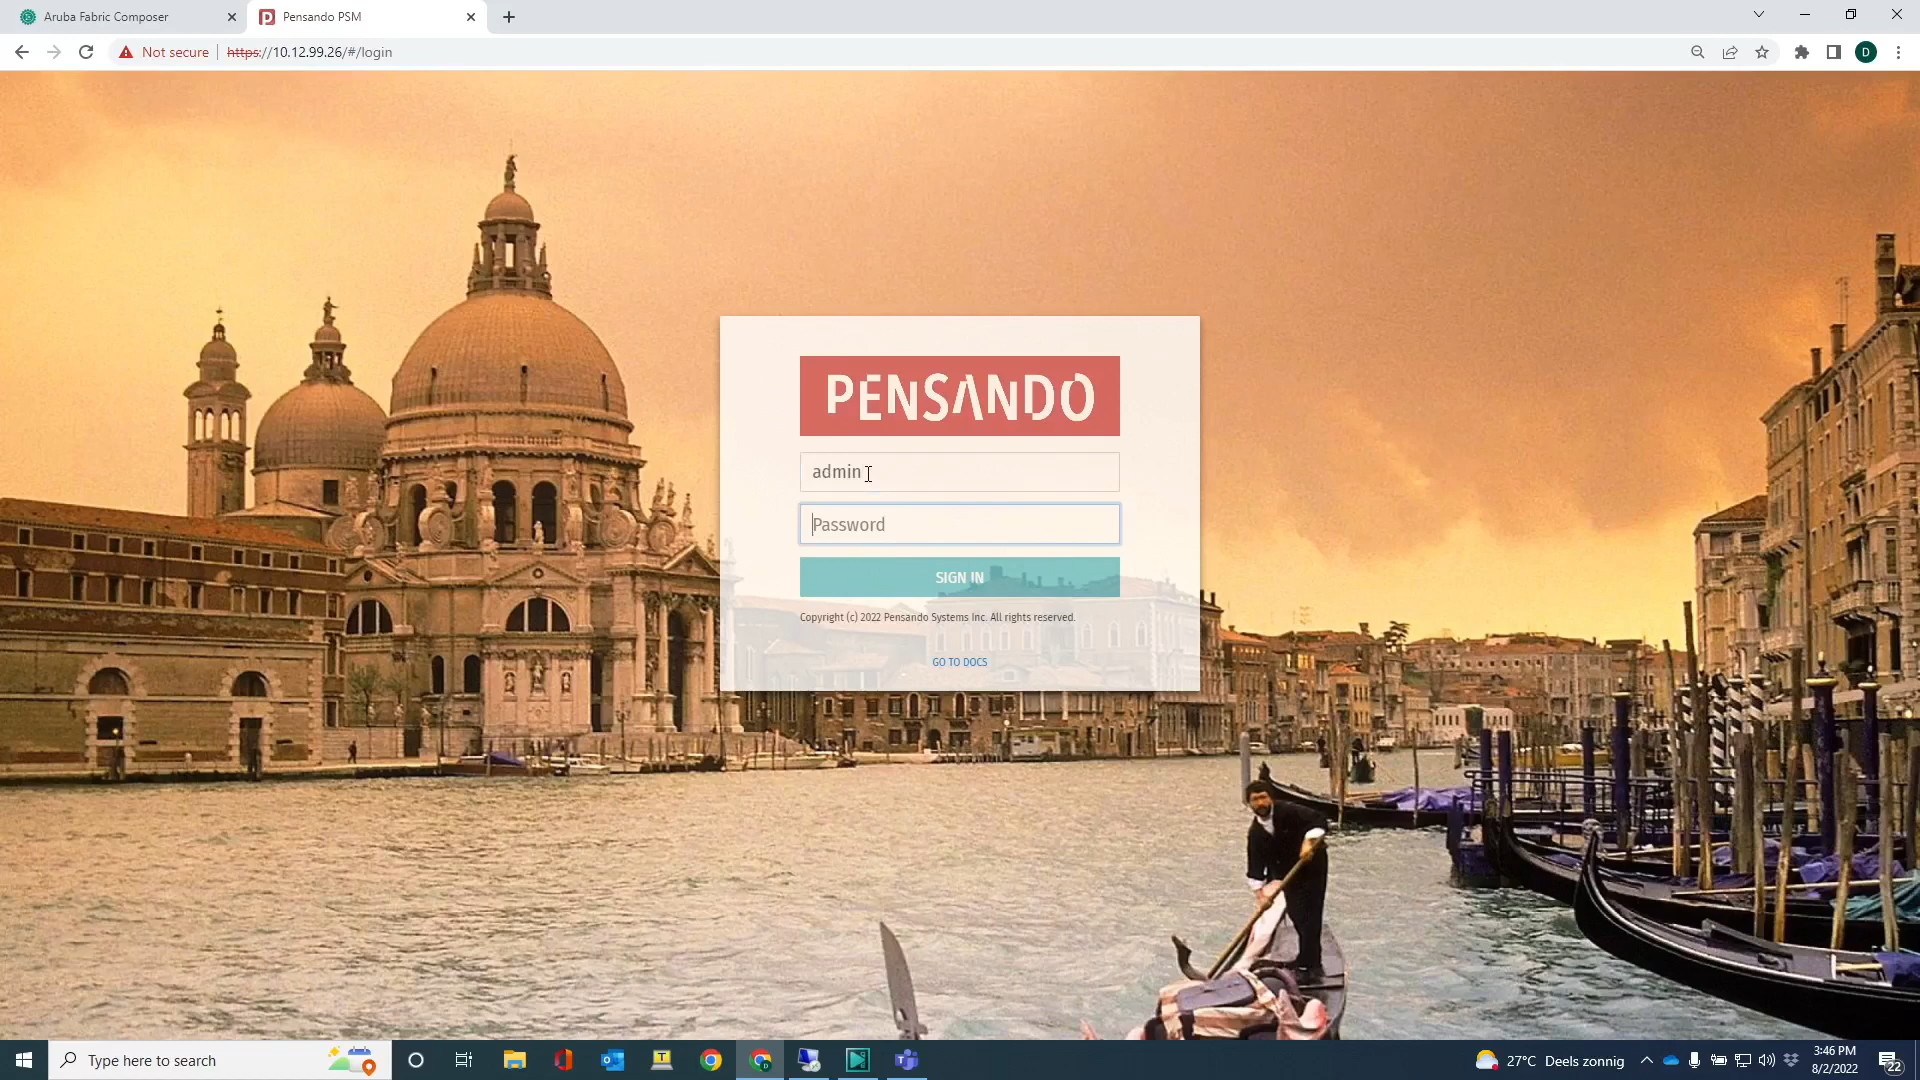 Aruba Fabric Composer
Pensando PSM
Not secure
https://10.12.99.26/#/login
D
PENSANDO
admin
Password
SIGN IN
Copyright (c) 2022 Pensando Systems Inc. All rights reserved.
GO TO DOCS
Type here to search
27°C Deels zonnig
3:46 PM
8/2/2022
22